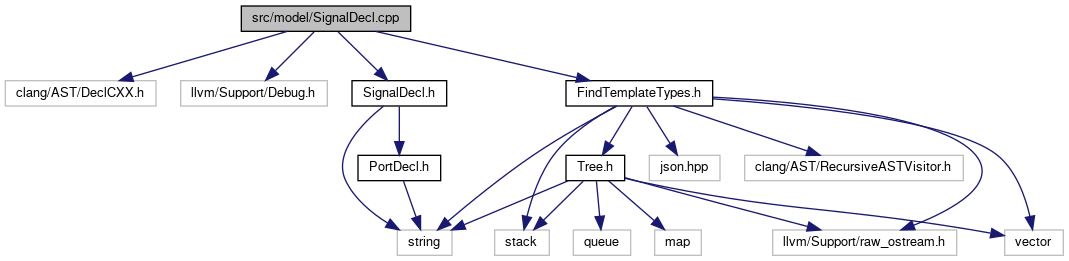 src/model/SignalDecl.cpp
clang/AST/DeclCXX.h
llvm/Support/Debug.h
SignalDecl.h
FindTemplateTypes.h
PortDecl.h
Tree.h
json.hpp
clang/AST/RecursiveASTVisitor.h
string
stack
queue
map
llvm/Support/raw_ostream.h
vector